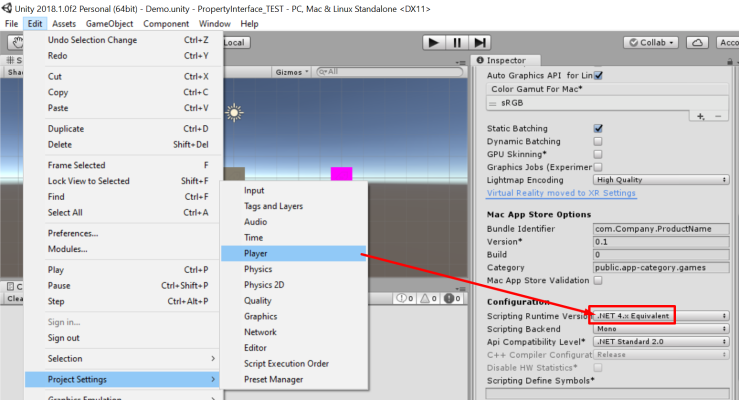 Unity 2018.1.0f2 Personal (64bit) - Demo.unity - PropertyInterface_TEST - PC, Mac & Linux Standalone <DX11>
File Edit Assets GameObject Component Window Help
Local
Collab
Acco
Undo Selection Change Ctrl+Z
Redo Ctrl+Y
Cut Ctrl+X
Copy Ctrl+C
Paste Ctrl+V
Duplicate Ctrl+D
Delete Shift+Del
Frame Selected F
Lock View to Selected Shift+F
Find Ctrl+F
Select All Ctrl+A
Preferences...
Modules...
Play Ctrl+P
Pause Ctrl+Shift+P
Step Ctrl+Alt+P
Sign in...
Sign out
Selection
Project Settings
Graphics Emulation
S
Sha
Gizmos
All
C
Clea
0 0 0
Input
Tags and Layers
Audio
Time
Player
Physics
Physics 2D
Quality
Graphics
Network
Editor
Script Execution Order
Preset Manager
Inspector
Auto Graphics API for Lin
Color Gamut For Mac*
= sRGB
+ -
Static Batching
Dynamic Batching
GPU Skinning*
Graphics Jobs (Experimer
Lightmap Encoding High Quality
Virtual Reality moved to XR Settings
Mac App Store Options
Bundle Identifier com.Company.ProductName
Version* 0.1
Build 0
Category public.app-category.games
Mac App Store Validation
Configuration
Scripting Runtime Version .NET 4.x Equivalent
Scripting Backend Mono
Api Compatibility Level* .NET Standard 2.0
C++ Compiler Configurat Release
Disable HW Statistics*
Scripting Define Symbols*